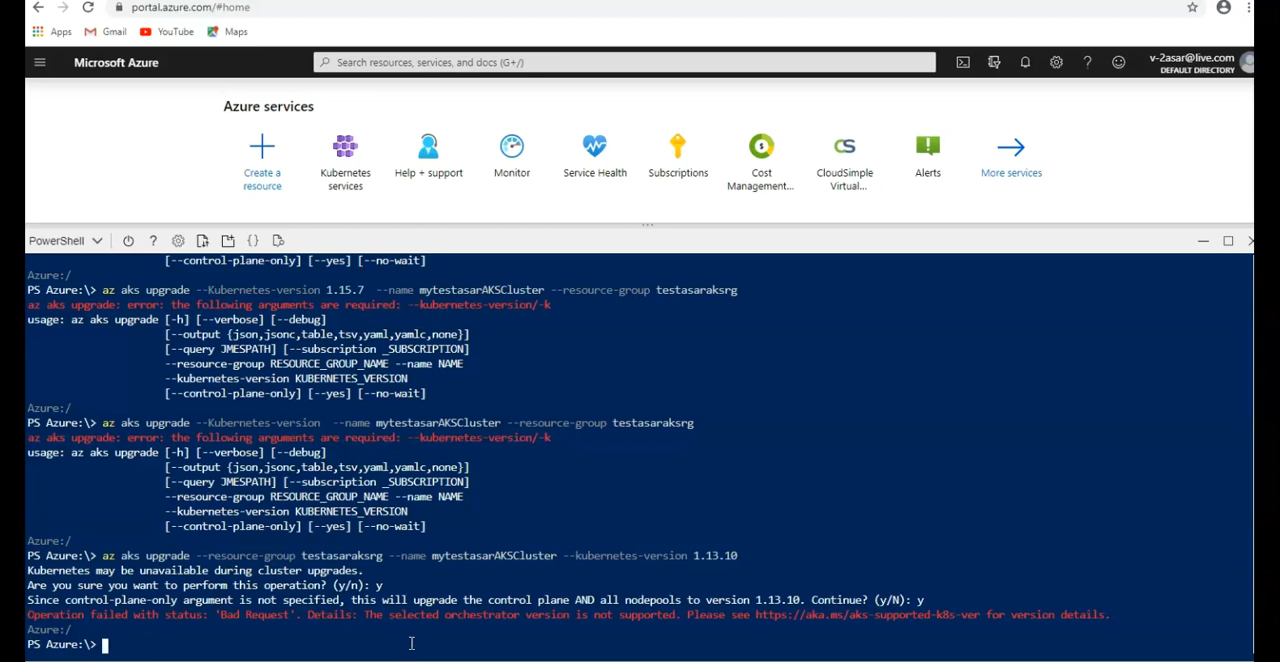 portal.azure.com/#home
Apps Gmail YouTube Maps
Microsoft Azure
Search resources, services, and docs (G+/)
v-2asar@live.com
DEFAULT DIRECTORY
Azure services
Create a resource
Kubernetes services
Help + support
Monitor
Service Health
Subscriptions
Cost Management...
CloudSimple Virtual...
Alerts
More services
PowerShell
[--control-plane-only] [--yes] [--no-wait]
Azure:/
PS Azure:\> az aks upgrade --Kubernetes-version 1.15.7 --name mytestasarAKSCluster --resource-group testasaraksrg
az aks upgrade: error: the following arguments are required: --kubernetes-version/-k
usage: az aks upgrade [-h] [--verbose] [--debug]
[--output {json,jsonc,table,tsv,yaml,yamlc,none}]
[--query JMESPATH] [--subscription _SUBSCRIPTION]
--resource-group RESOURCE_GROUP_NAME --name NAME
--kubernetes-version KUBERNETES_VERSION
[--control-plane-only] [--yes] [--no-wait]
Azure:/
PS Azure:\> az aks upgrade --Kubernetes-version --name mytestasarAKSCluster --resource-group testasaraksrg
az aks upgrade: error: the following arguments are required: --kubernetes-version/-k
usage: az aks upgrade [-h] [--verbose] [--debug]
[--output {json,jsonc,table,tsv,yaml,yamlc,none}]
[--query JMESPATH] [--subscription _SUBSCRIPTION]
--resource-group RESOURCE_GROUP_NAME --name NAME
--kubernetes-version KUBERNETES_VERSION
[--control-plane-only] [--yes] [--no-wait]
Azure:/
PS Azure:\> az aks upgrade --resource-group testasaraksrg --name mytestasarAKSCluster --kubernetes-version 1.13.10
Kubernetes may be unavailable during cluster upgrades.
Are you sure you want to perform this operation? (y/n): y
Since control-plane-only argument is not specified, this will upgrade the control plane AND all nodepools to version 1.13.10. Continue? (y/N): y
Operation failed with status: 'Bad Request'. Details: The selected orchestrator version is not supported. Please see https://aka.ms/aks-supported-k8s-ver for version details.
Azure:/
PS Azure:\>